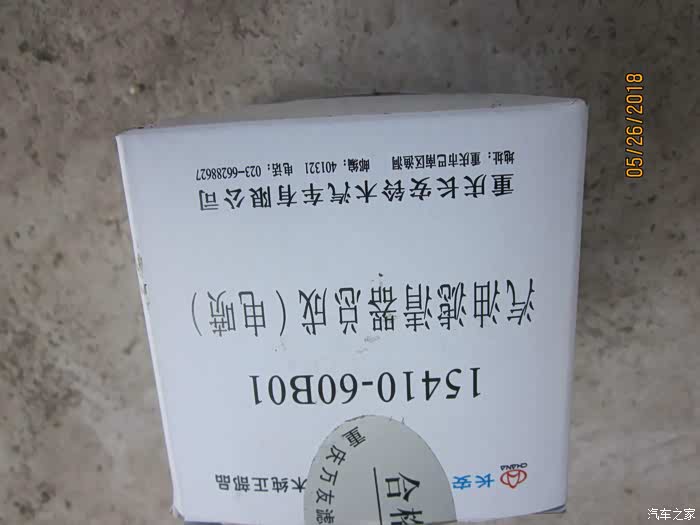 长安 木纯正部品
CHANA
15410-60B01
汽油滤清器总成(电喷)
重庆长安铃木汽车有限公司
地址:重庆市巴南区渔洞 邮编:401321 电话:023-66288627
重庆万友滤
合格
05/26/2018
汽车之家